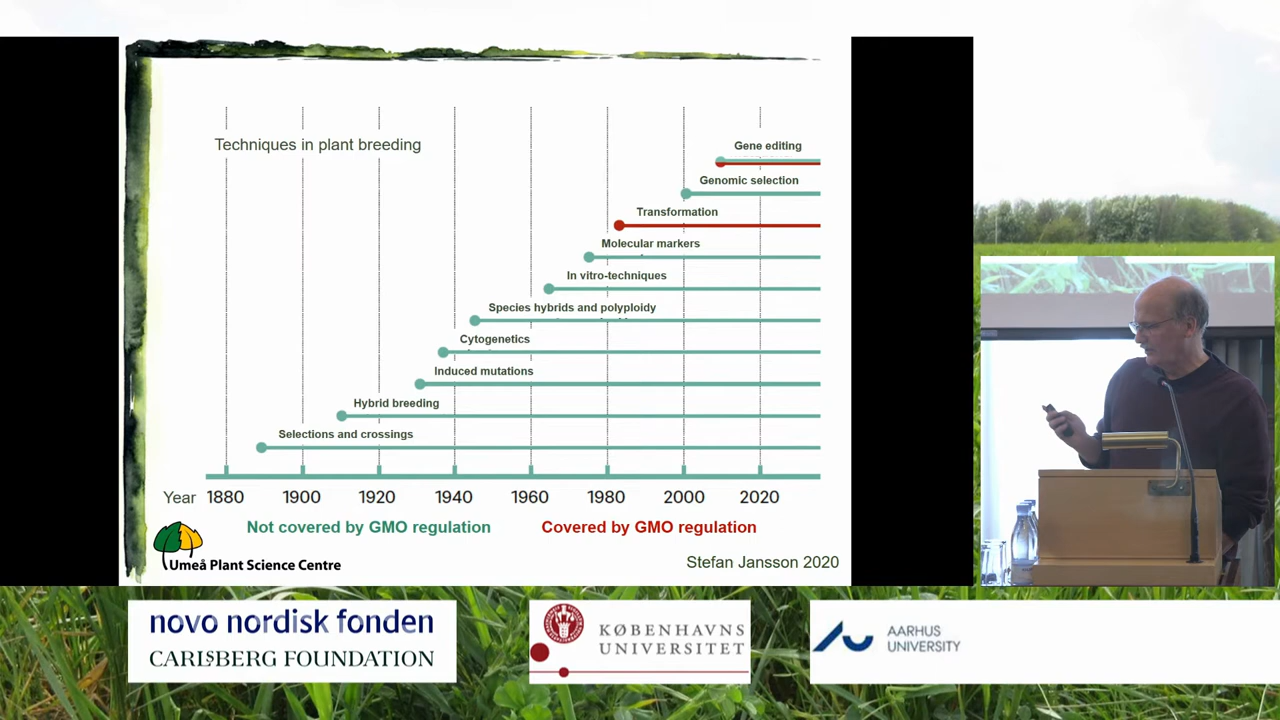 Techniques in plant breeding
Gene editing
Genomic selection
Transformation
Molecular markers
In vitro-techniques
Species hybrids and polyploidy
Cytogenetics
Induced mutations
Hybrid breeding
Selections and crossings
Year 1880 1900 1920 1940 1960 1980 2000 2020
Not covered by GMO regulation Covered by GMO regulation
Umeå Plant Science Centre
Stefan Jansson 2020
novo nordisk fonden
CARLSBERG FOUNDATION
KØBENHAVNS
UNIVERSITET
AARHUS
UNIVERSITY